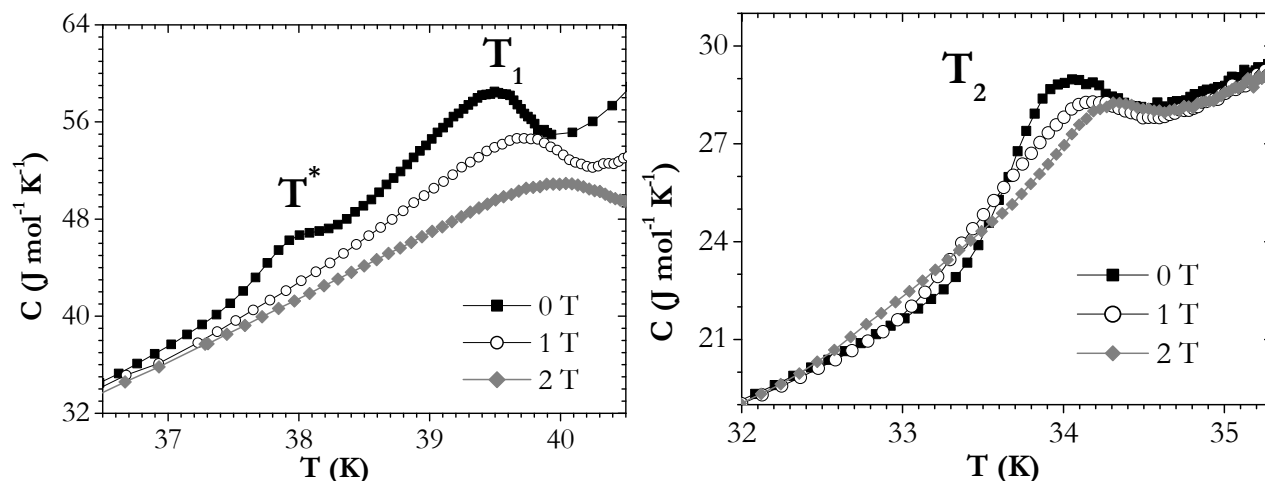 64
56
48
40
32
C (J mol⁻¹ K⁻¹)
T*
T₁
0 T
1 T
2 T
37 38 39 40
T (K)
30
27
24
21
C (J mol⁻¹ K⁻¹)
T₂
0 T
1 T
2 T
32 33 34 35
T (K)